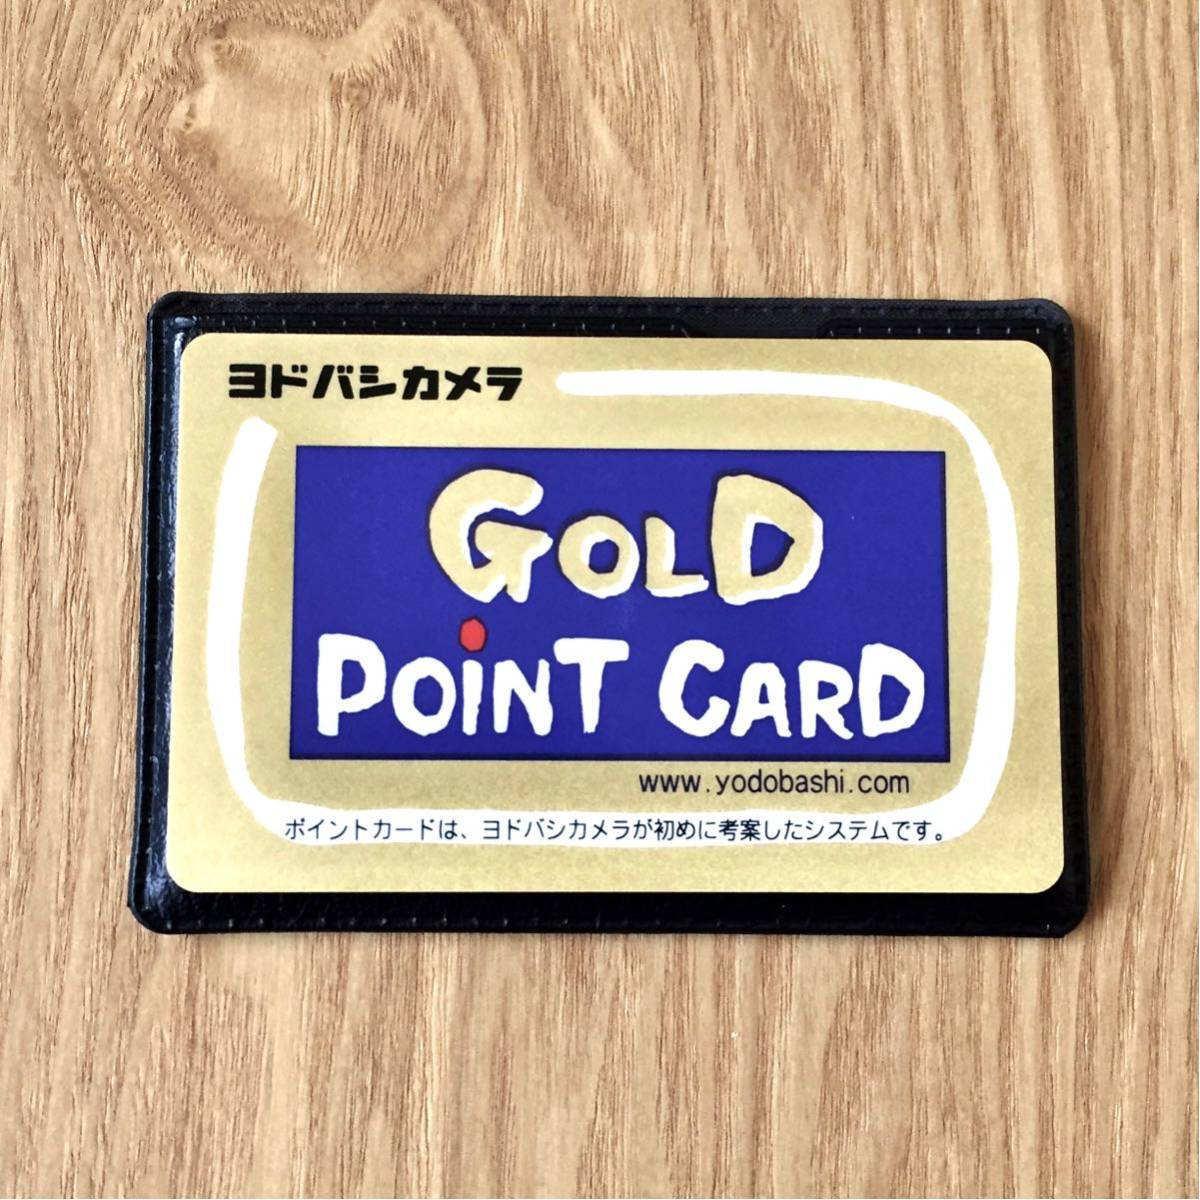 ヨドバシカメラ
GOLD
POINT CARD
www.yodobashi.com
ポイントカードは、ヨドバシカメラが初めに考案したシステムです。